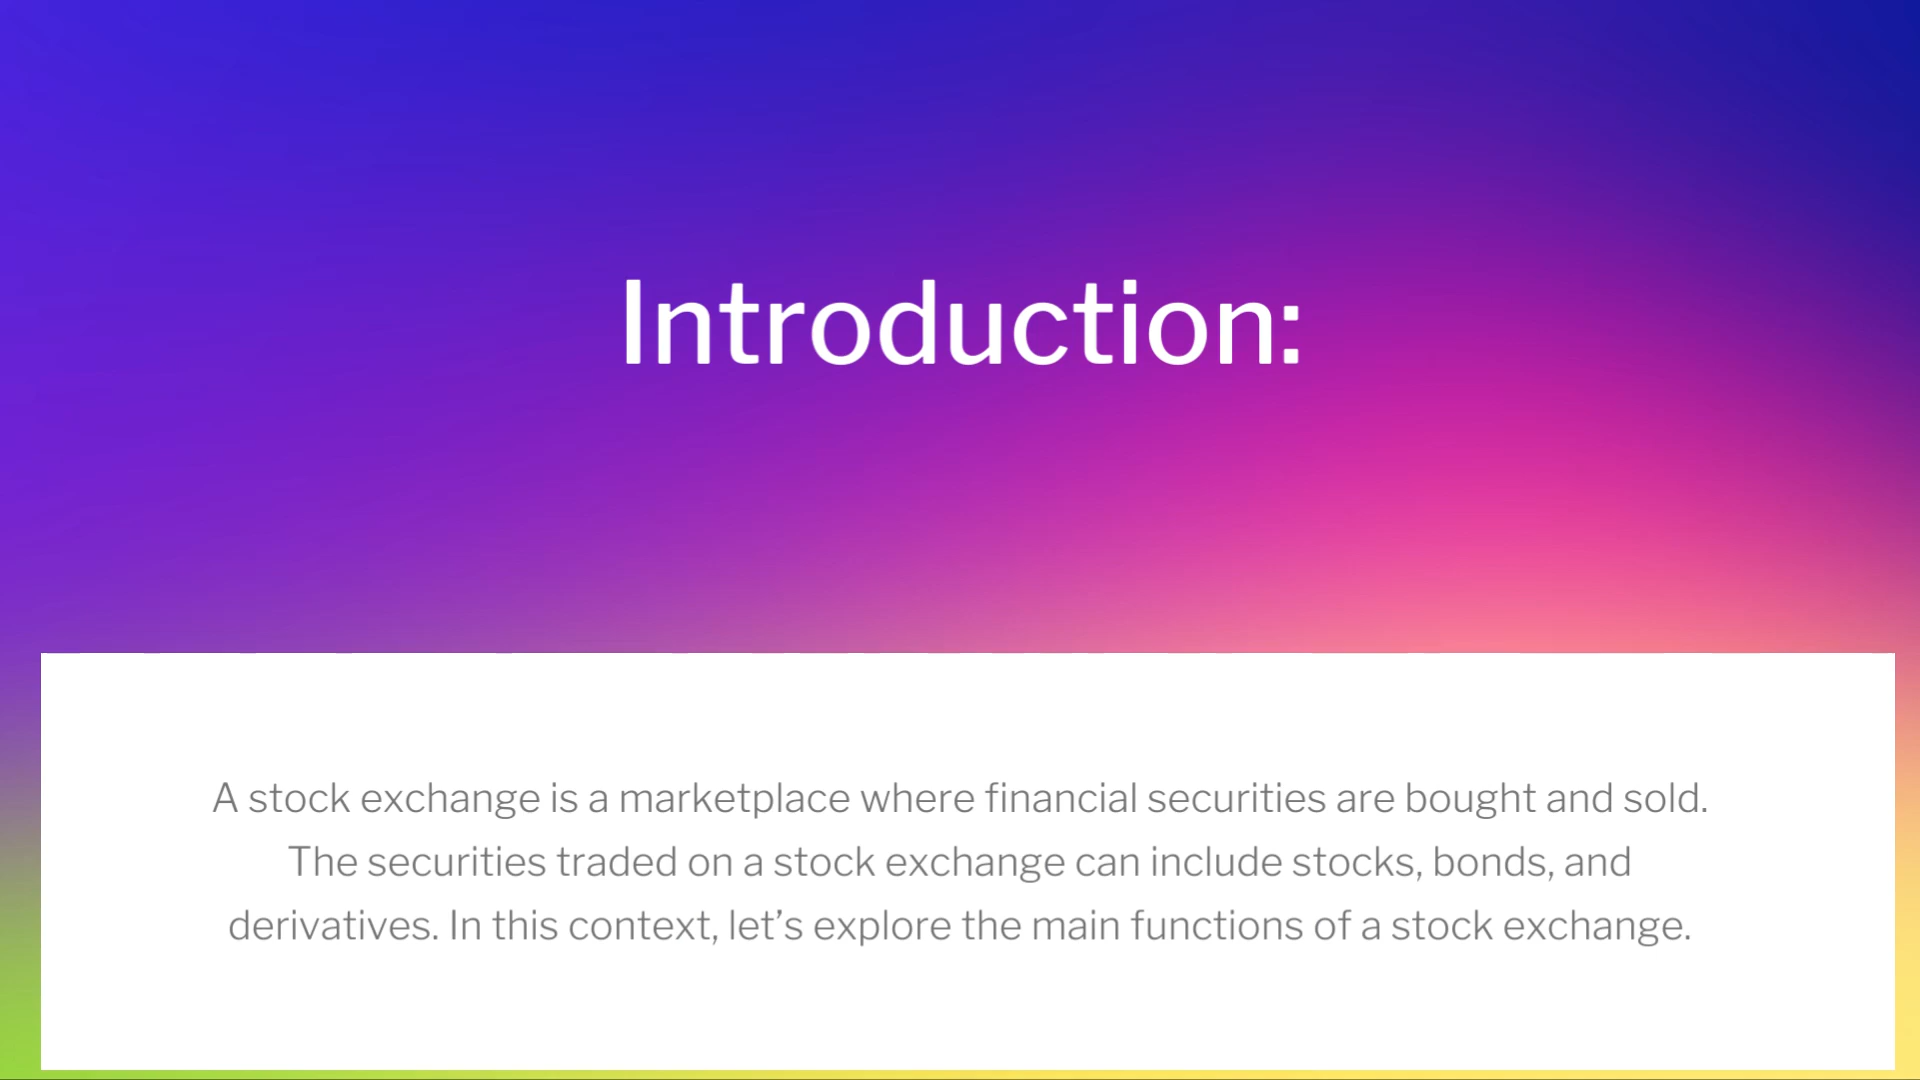 Introduction:
A stock exchange is a marketplace where financial securities are bought and sold.
The securities traded on a stock exchange can include stocks, bonds, and
derivatives. In this context, let’s explore the main functions of a stock exchange.